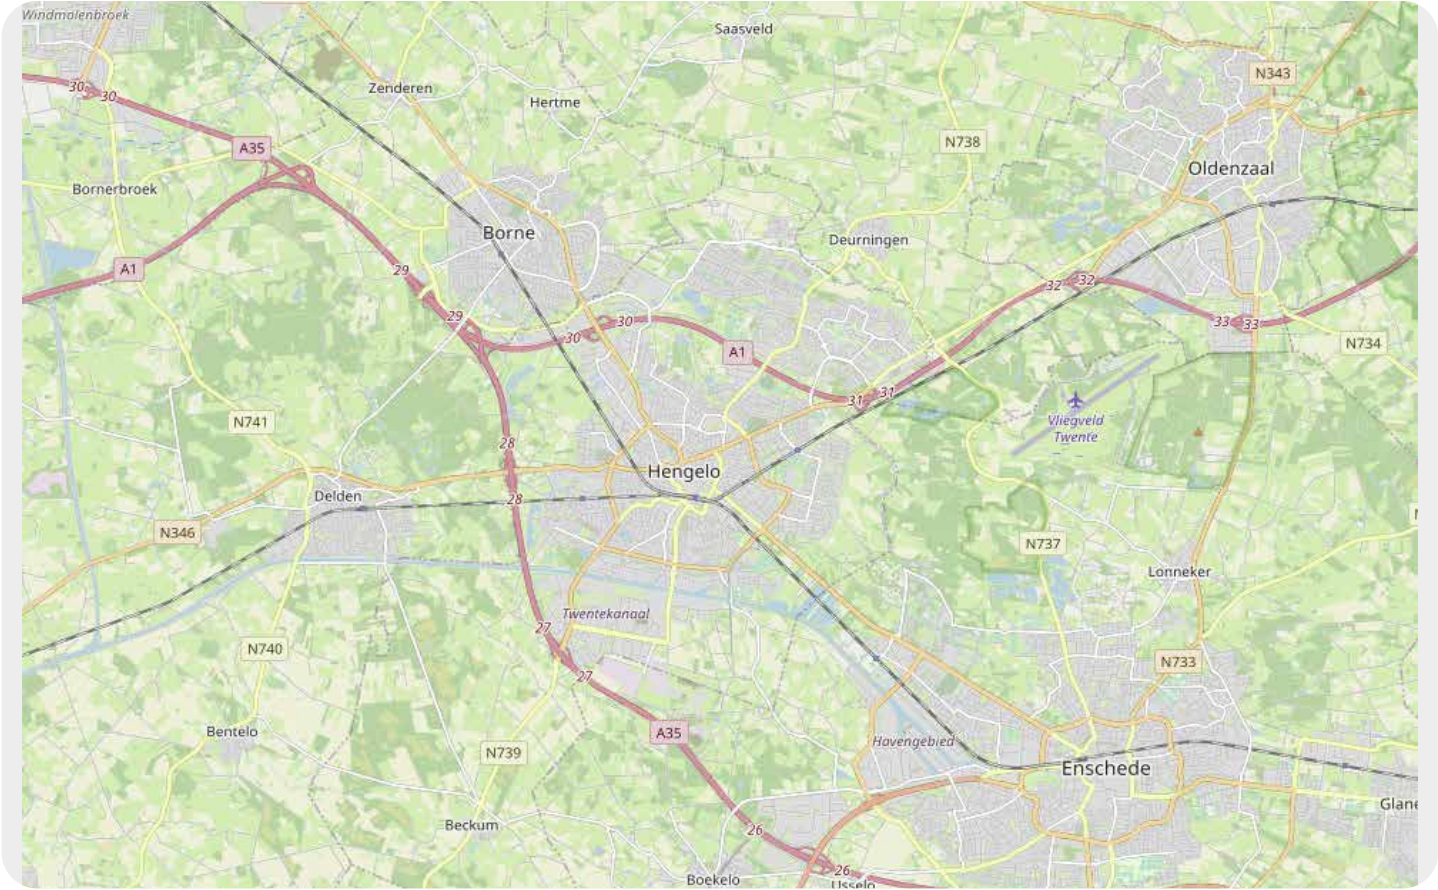 Windmolenbroek
Saasveld
N343
30
30
Zenderen
Hertme
A35
N738
Oldenzaal
Bornerbroek
Borne
Deurningen
A1
29
32
32
29
30
30
33
33
A1
N734
31
31
N741
Vliegveld
Twente
28
Hengelo
Delden
28
N346
N737
Lonneker
Twentekanaal
27
N740
N733
27
Bentelo
A35
Havengebied
N739
Enschede
Glane
Beckum
26
26
Boekelo
Usselo